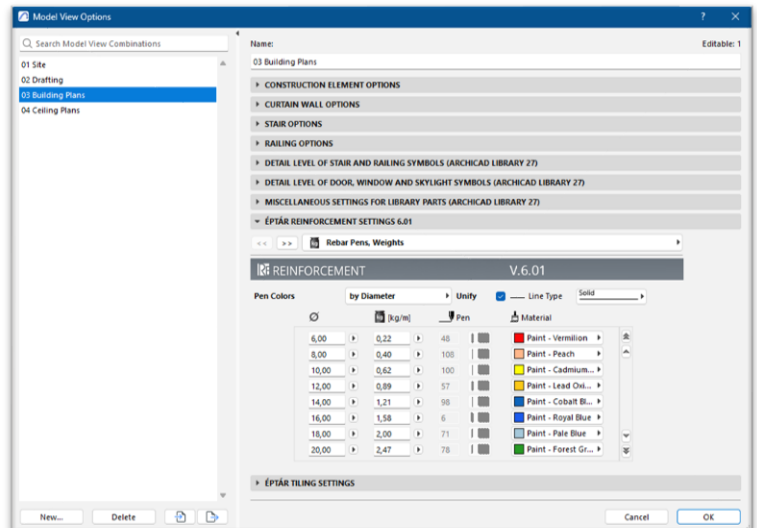 Model View Options
Search Model View Combinations
01 Site
02 Drafting
03 Building Plans
04 Ceiling Plans
New...
Delete
Name:
Editable: 1
03 Building Plans
CONSTRUCTION ELEMENT OPTIONS
CURTAIN WALL OPTIONS
STAIR OPTIONS
RAILING OPTIONS
DETAIL LEVEL OF STAIR AND RAILING SYMBOLS (ARCHICAD LIBRARY 27)
DETAIL LEVEL OF DOOR, WINDOW AND SKYLIGHT SYMBOLS (ARCHICAD LIBRARY 27)
MISCELLANEOUS SETTINGS FOR LIBRARY PARTS (ARCHICAD LIBRARY 27)
ÉPTÁR REINFORCEMENT SETTINGS 6.01
<< >> Rebar Pens, Weights
REINFORCEMENT V.6.01
Pen Colors by Diameter Unify Line Type Solid
Ø [kg/m] Pen Material
6,00 0,22 48 Paint - Vermilion
8,00 0,40 108 Paint - Peach
10,00 0,62 100 Paint - Cadmium...
12,00 0,89 57 Paint - Lead Oxi...
14,00 1,21 98 Paint - Cobalt Bl...
16,00 1,58 6 Paint - Royal Blue
18,00 2,00 71 Paint - Pale Blue
20,00 2,47 78 Paint - Forest Gr...
ÉPTÁR TILING SETTINGS
Cancel
OK